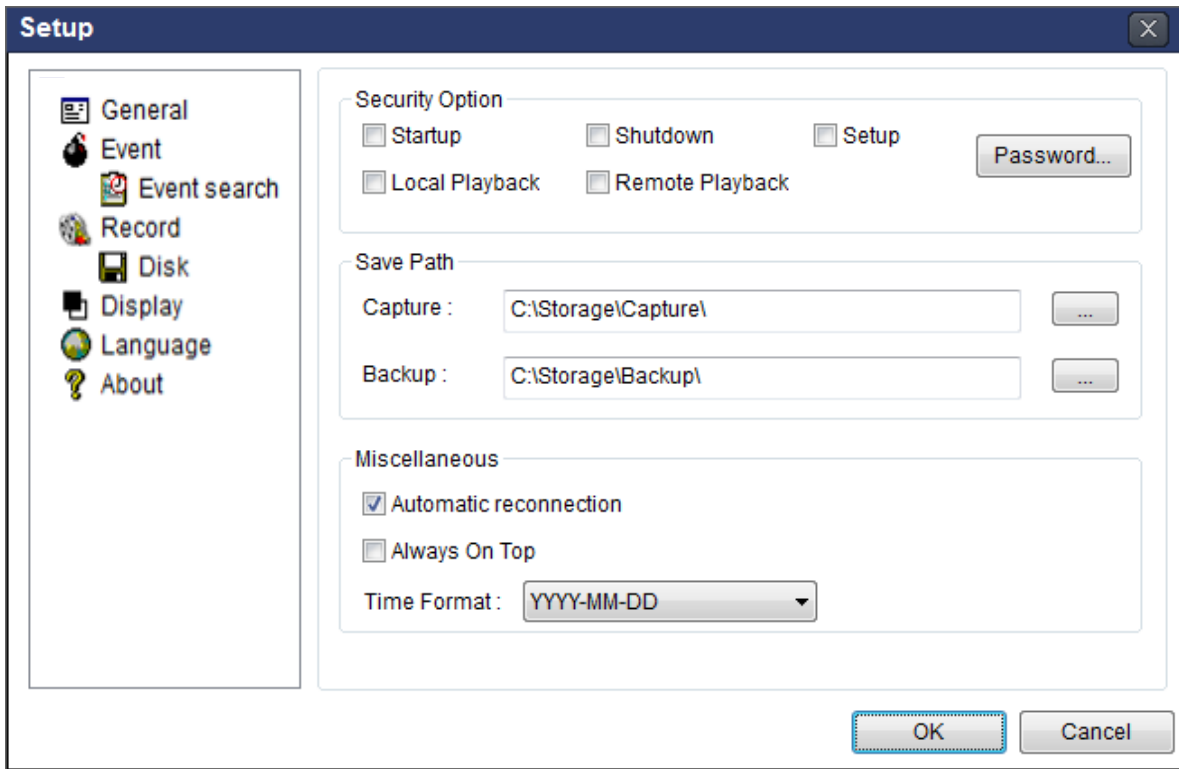 Setup
General
Event
Event search
Record
Disk
Display
Language
About
Security Option
Startup Shutdown Setup Password...
Local Playback Remote Playback
Save Path
Capture : C:\Storage\Capture\ ...
Backup : C:\Storage\Backup\ ...
Miscellaneous
Automatic reconnection
Always On Top
Time Format : YYYY-MM-DD
OK Cancel